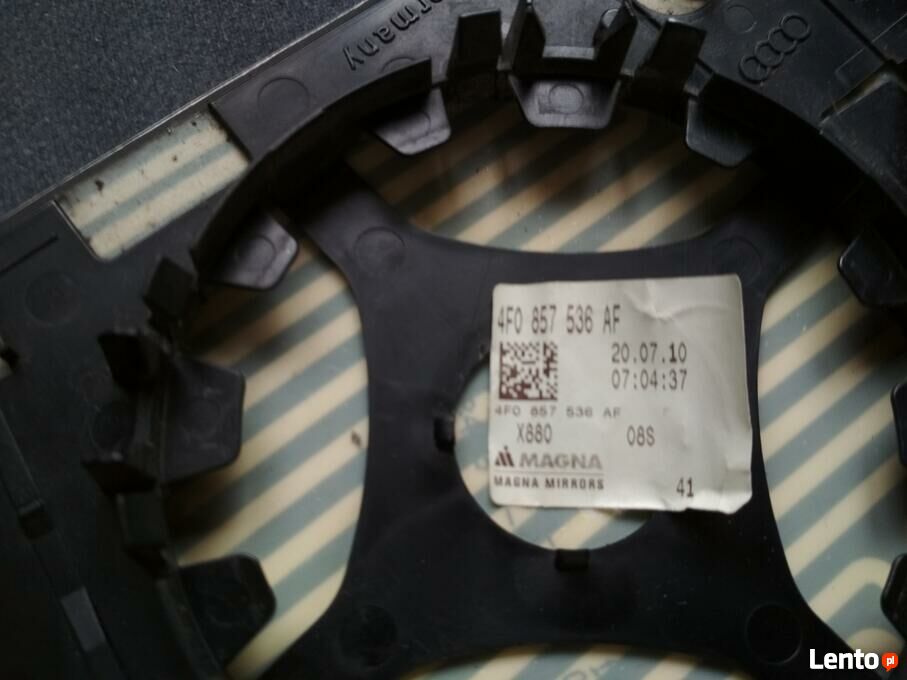 ermany
4F0 857 536 AF
20.07.10
07:04:37
4F0 857 536 AF
X880 08S
MAGNA
MAGNA MIRRORS 41
Lento.pl